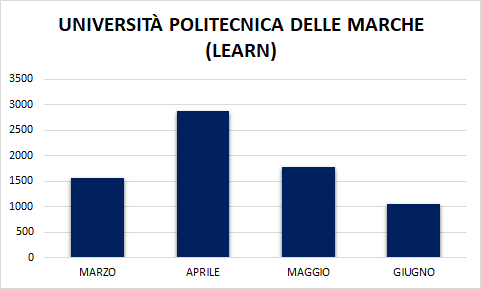 UNIVERSITÀ POLITECNICA DELLE MARCHE
(LEARN)
3500
3000
2500
2000
1500
1000
500
0
MARZO APRILE MAGGIO GIUGNO